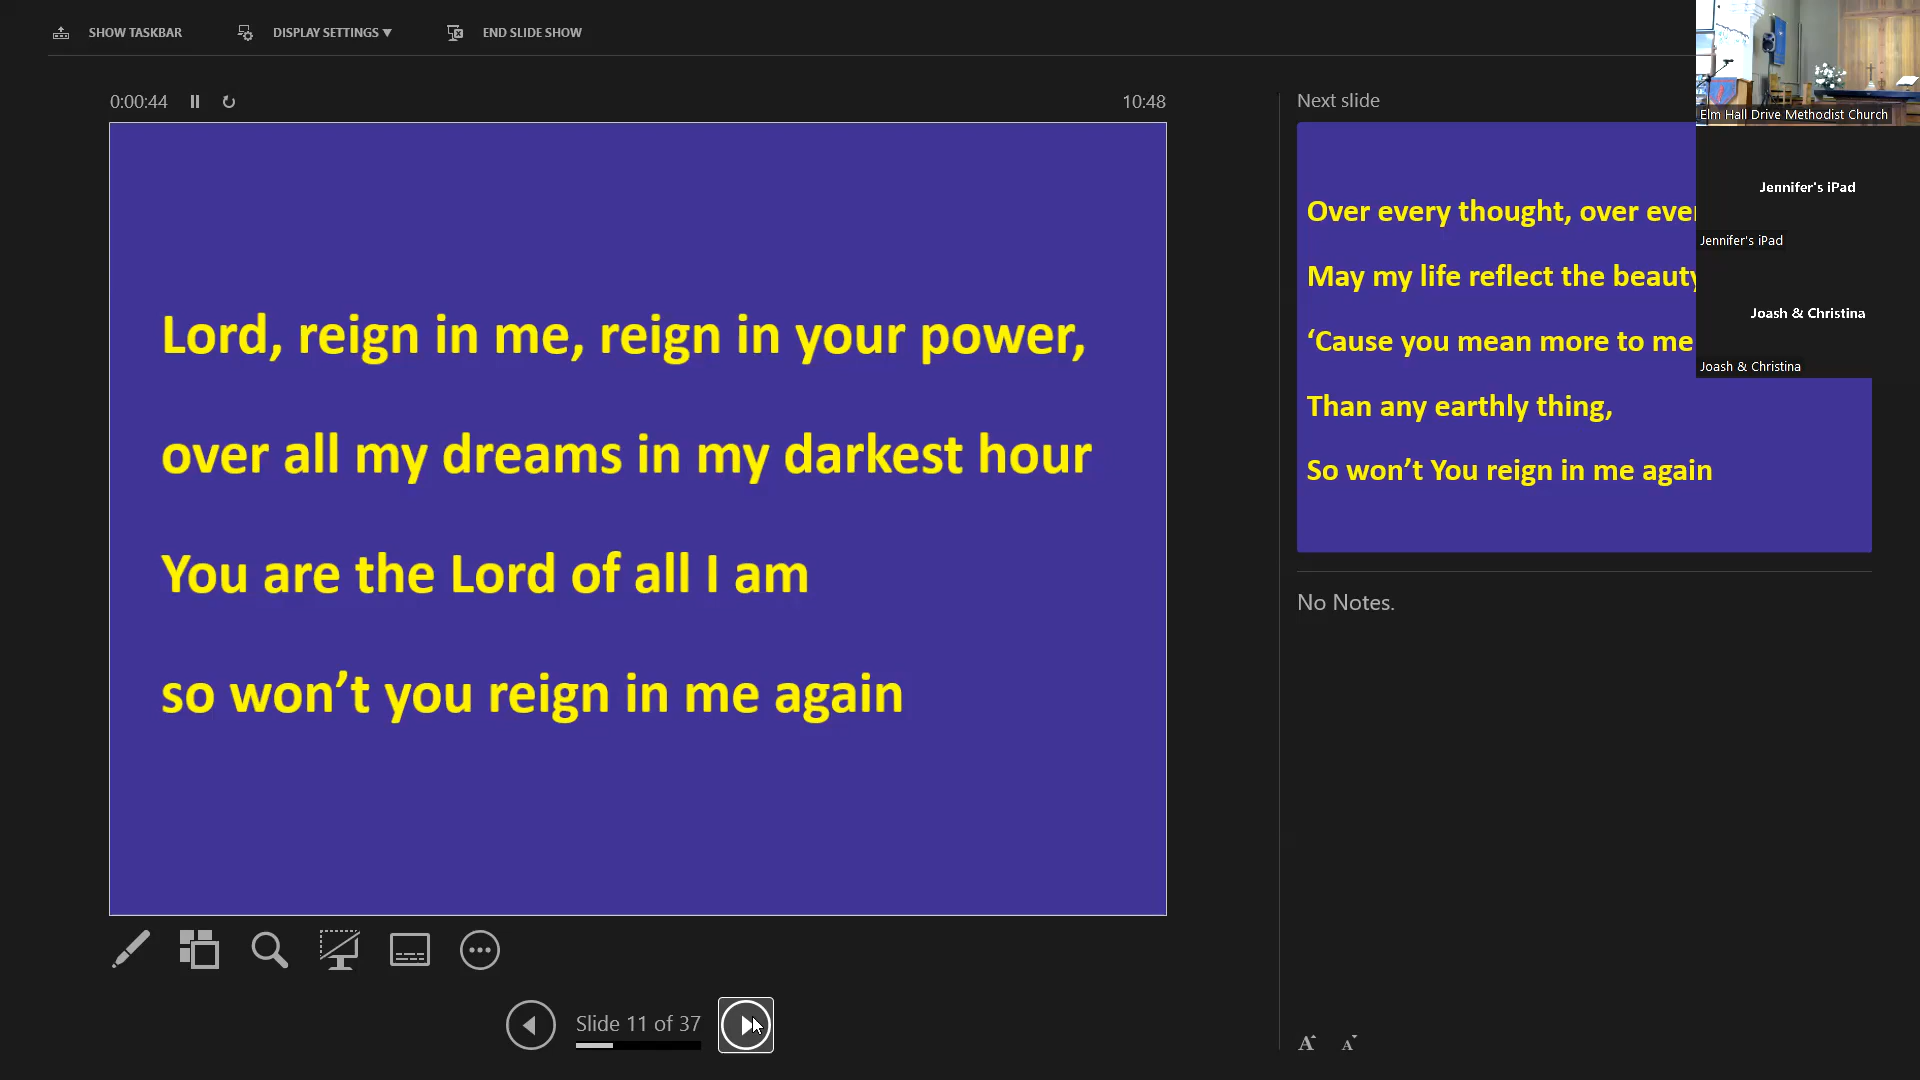 SHOW TASKBAR
DISPLAY SETTINGS ▼
END SLIDE SHOW
0:00:44
10:48
Lord, reign in me, reign in your power,
over all my dreams in my darkest hour
You are the Lord of all I am
so won’t you reign in me again
Slide 11 of 37
Next slide
Over every thought, over
May my life reflect the beauty
‘Cause you mean more to me
Than any earthly thing,
So won’t You reign in me again
No Notes.
A A
Elm Hall Drive Methodist Church
Jennifer's iPad
Jennifer's iPad
Joash & Christina
Joash & Christina